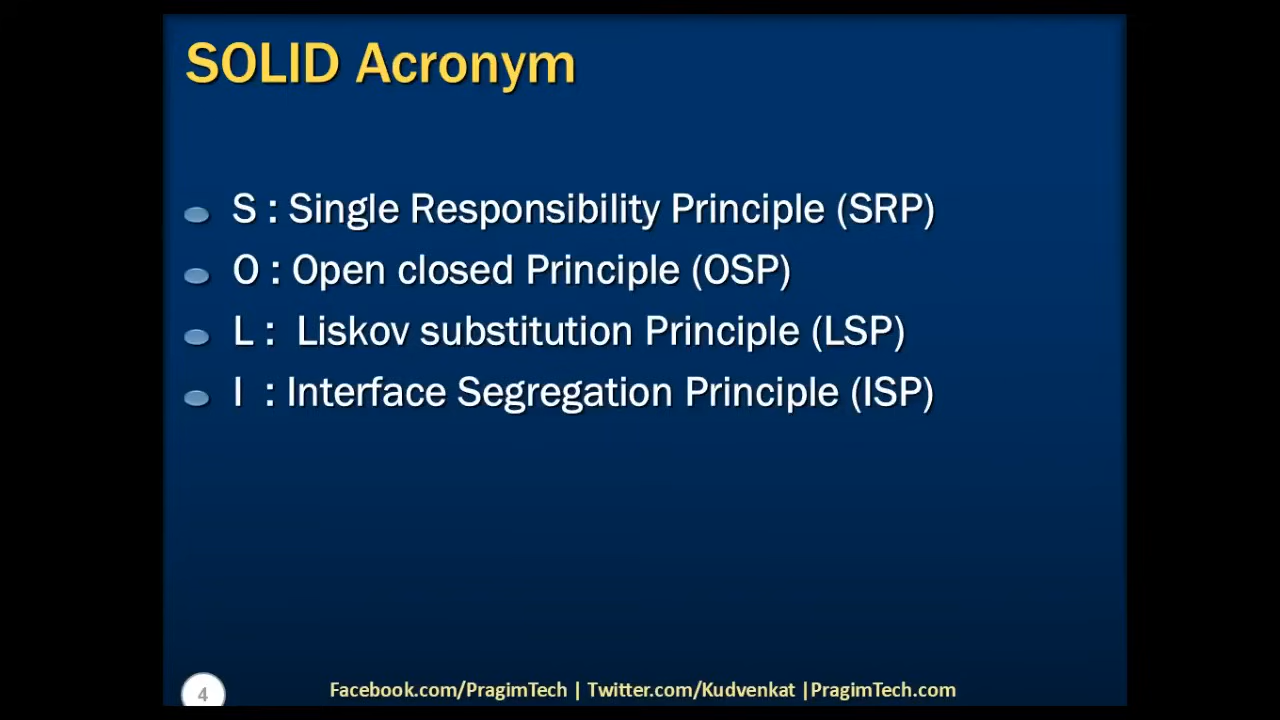 SOLID Acronym
S : Single Responsibility Principle (SRP)
O : Open closed Principle (OSP)
L : Liskov substitution Principle (LSP)
I : Interface Segregation Principle (ISP)
4
Facebook.com/PragimTech | Twitter.com/Kudvenkat |PragimTech.com